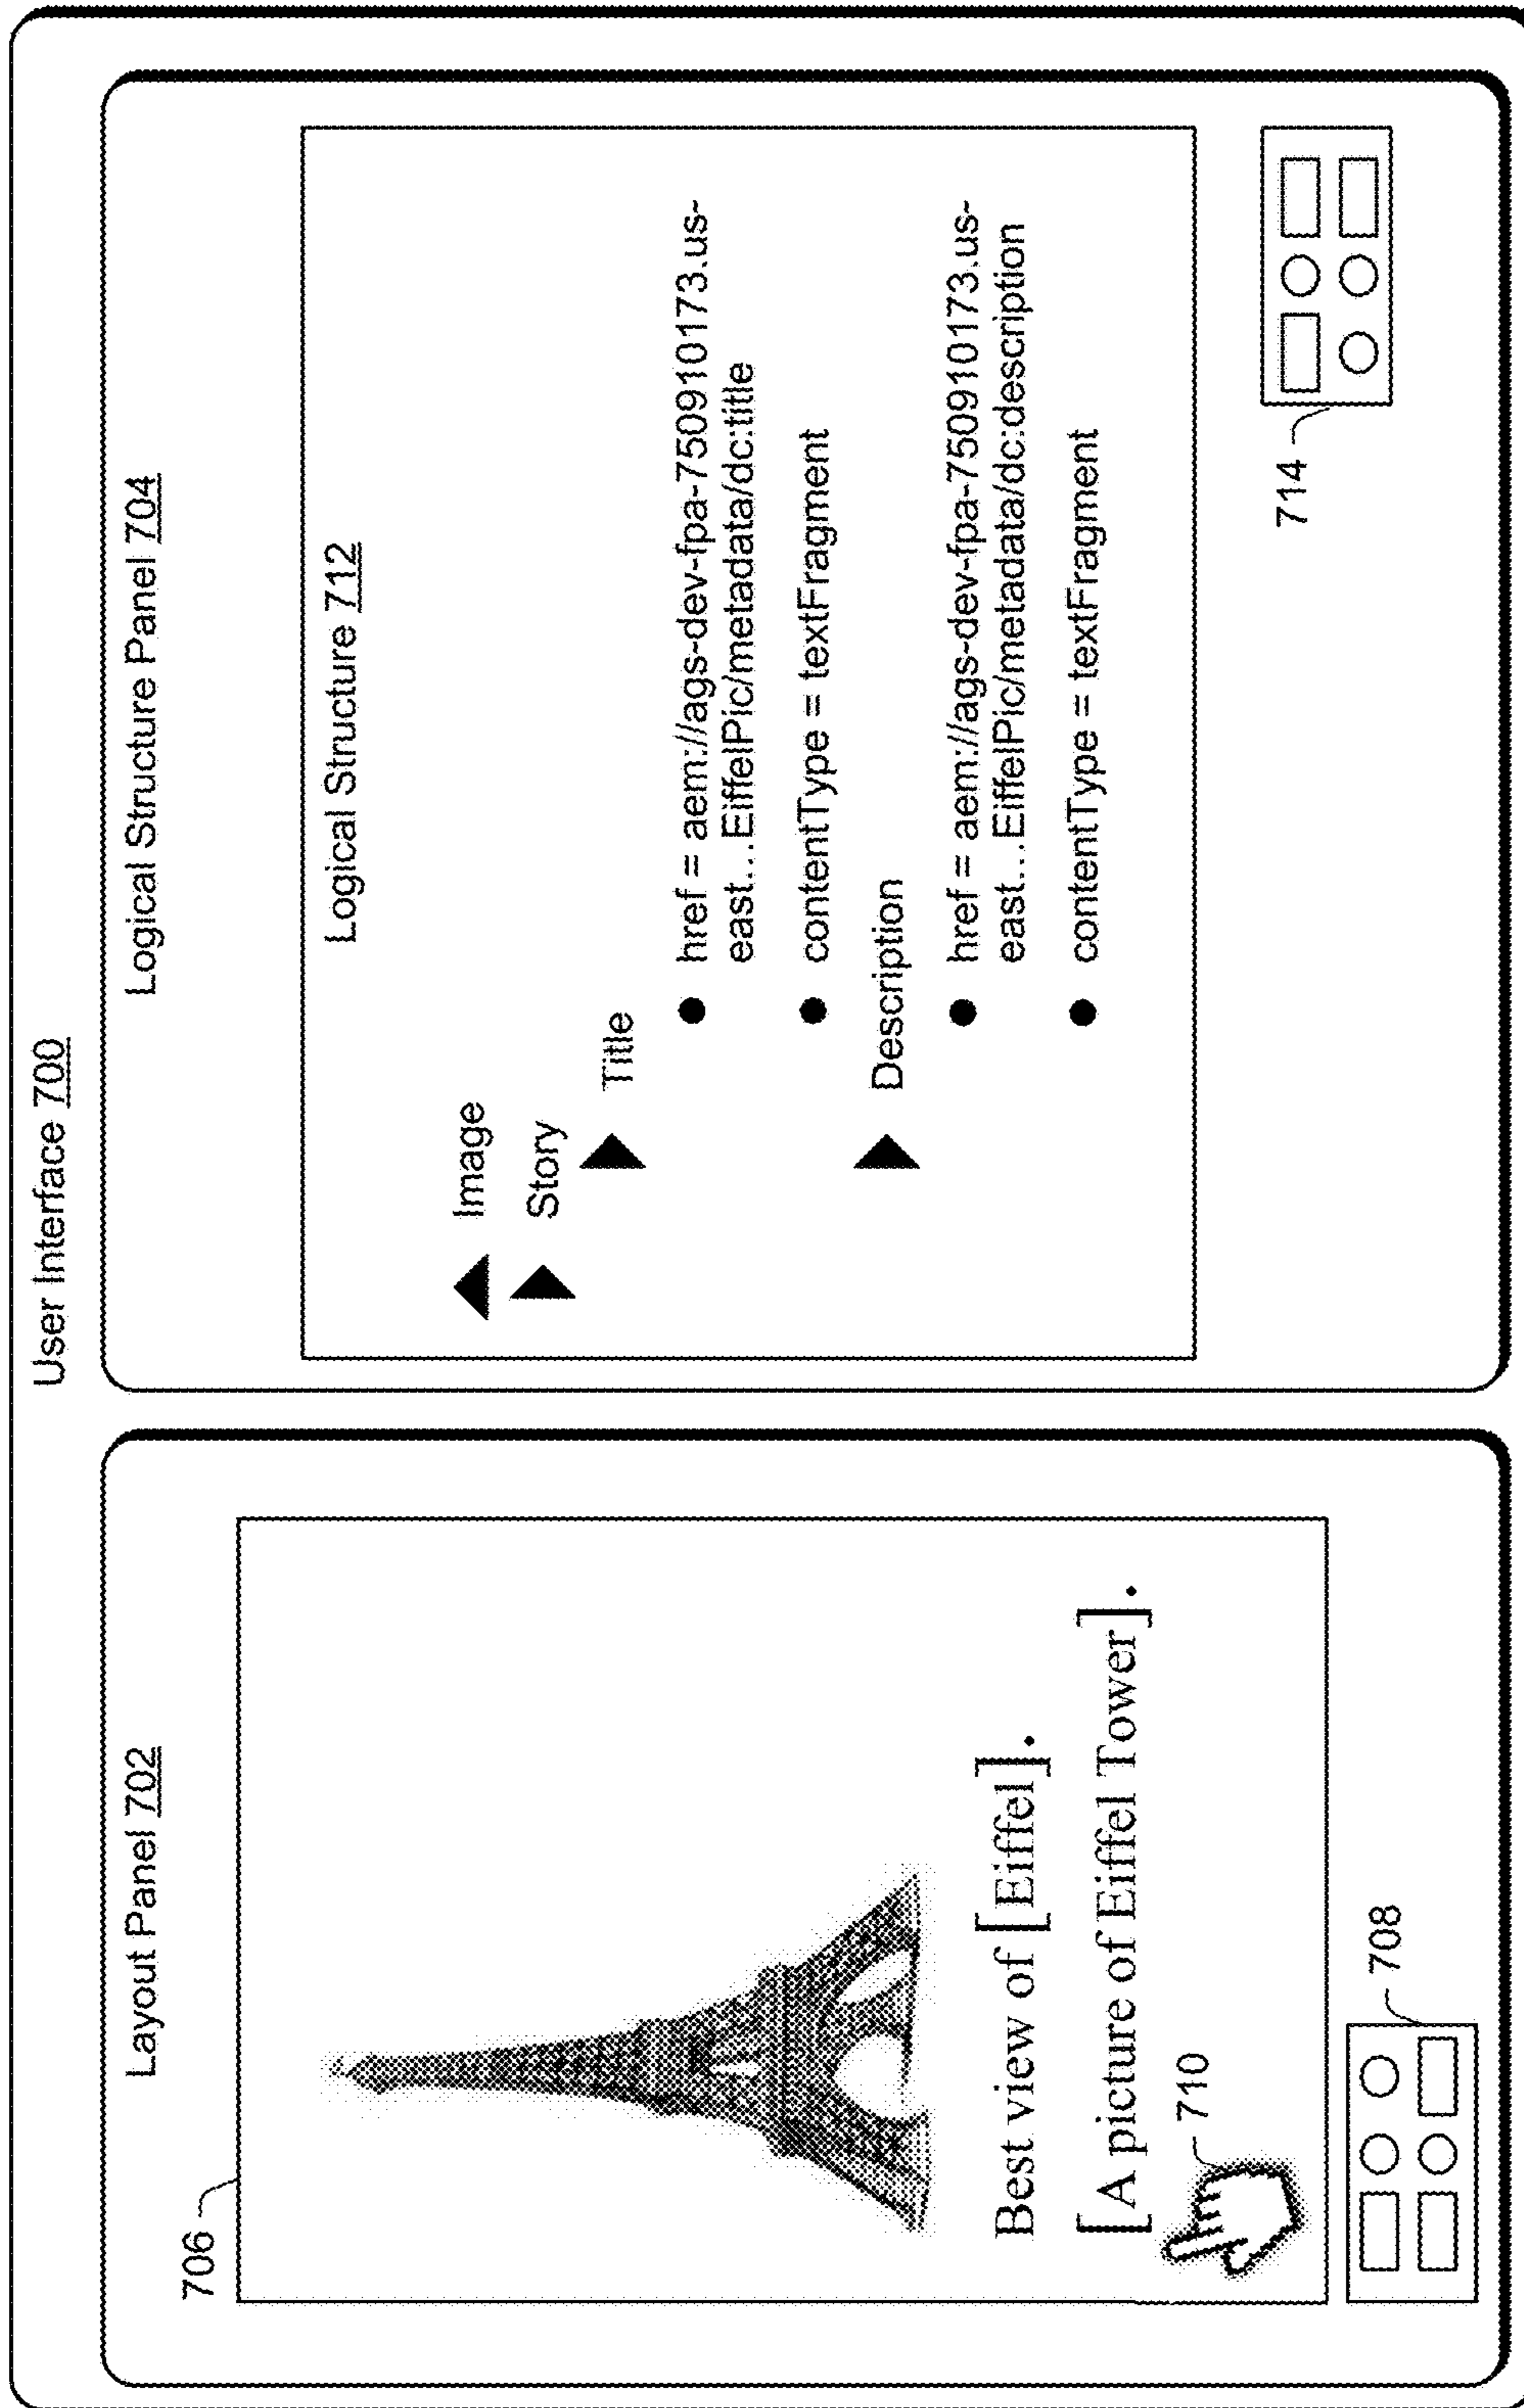 User Interface 700
Layout Panel 702
706
Best view of [Eiffel].
[A picture of Eiffel Tower].
710
708
Logical Structure Panel 704
Logical Structure 712
Image
Story
Title
href = aem://ags-dev-fpa-750910173.us-
east...EiffelPic/metadata/dc:title
contentType = textFragment
Description
href = aem://ags-dev-fpa-750910173.us-
east...EiffelPic/metadata/dc:description
contentType = textFragment
714